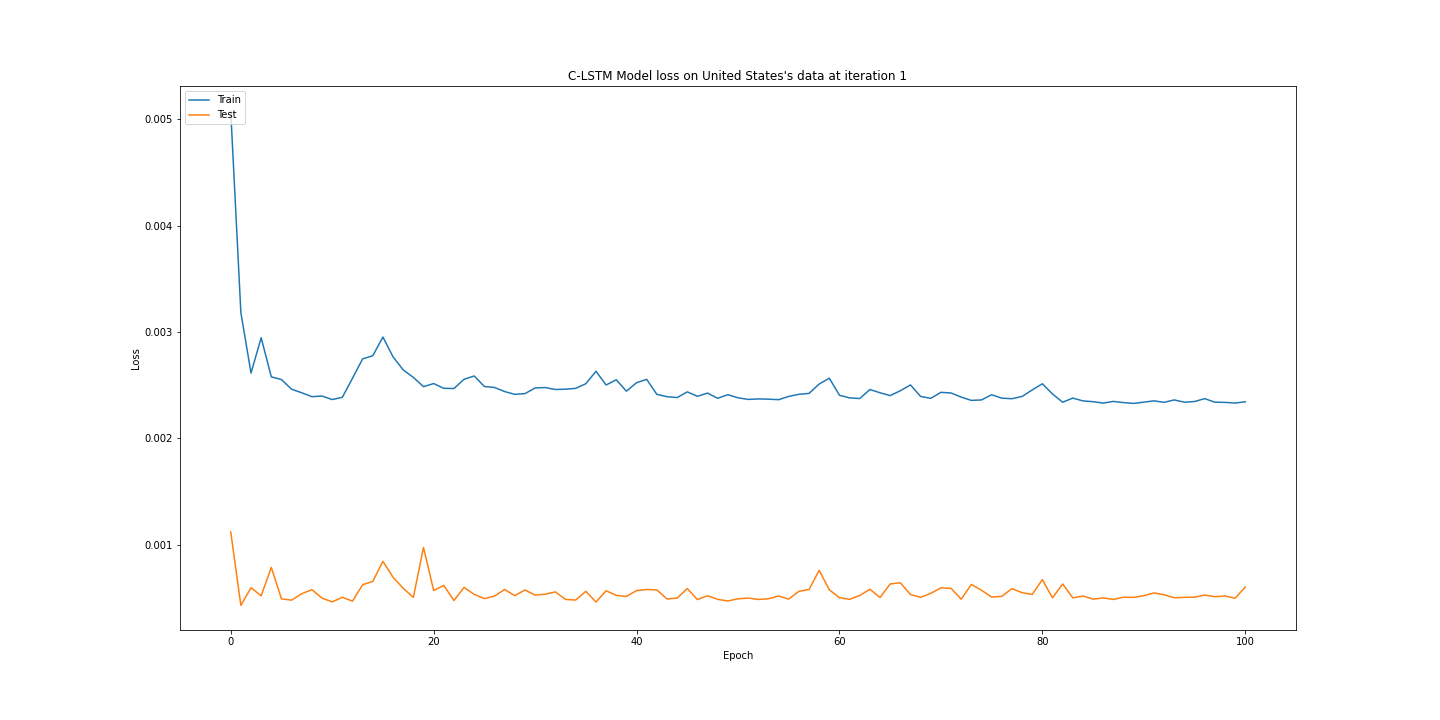 C-LSTM Model loss on United States's data at iteration 1
Train
Test
0.005
0.004
0.003
0.002
0.001
Loss
0 20 40 60 80 100
Epoch